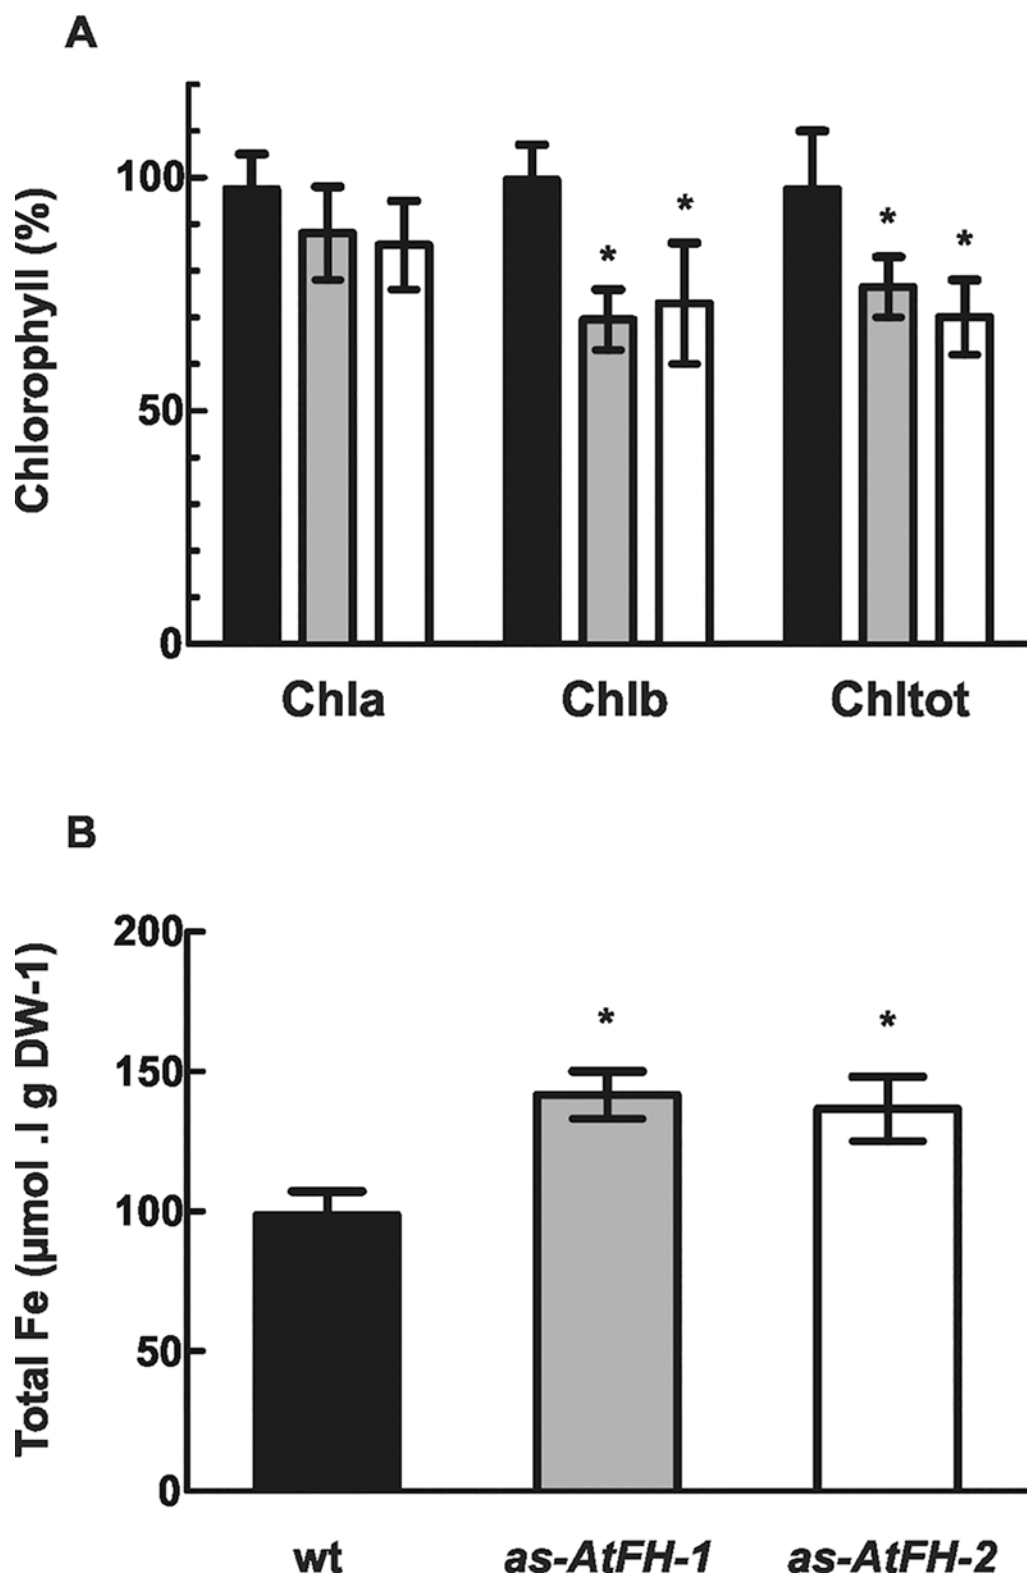 A
Chlorophyll (%)
100
50
0
* * * *
Chla Chlb Chltot
B
Total Fe (µmol .l g DW-1)
200
150
100
50
0
* *
wt as-AtFH-1 as-AtFH-2